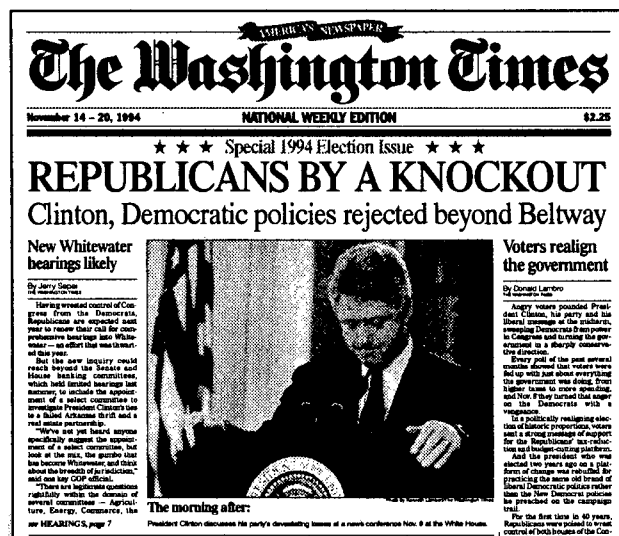 AMERICA'S NEWSPAPER
The Washington Times
November 14 – 20, 1994
NATIONAL WEEKLY EDITION
$2.25
★ ★ ★ Special 1994 Election Issue ★ ★ ★
REPUBLICANS BY A KNOCKOUT
Clinton, Democratic policies rejected beyond Beltway
New Whitewater
hearings likely
By Jerry Seper
THE WASHINGTON TIMES
Having wrested control of Con-
gress from the Democrats,
Republicans are expected next
year to renew their call for com-
prehensive hearings into White-
water — an effort that was thwart-
ed this year.
But the new inquiry could
reach beyond the Senate and
House banking committees,
which held limited hearings last
summer, to include the appoint-
ment of a select committee to
investigate President Clinton's ties
to a failed Arkansas thrift and a
real estate partnership.
"We've not yet heard anyone
specifically suggest the appoint-
ment of a select committee, but
look at the mix, the gumbo that
has become Whitewater, and think
about the breadth of jurisdiction,"
said one key GOP official.
"There are legitimate questions
rightfully within the domain of
several committees — Agricul-
ture, Energy, Commerce, the
see HEARINGS, page 7
The morning after:
President Clinton discusses his party's devastating losses at a news conference Nov. 9 at the White House.
Voters realign
the government
By Donald Lambro
THE WASHINGTON TIMES
Angry voters pounded Presi-
dent Clinton, his party and his
liberal message at the midterm,
sweeping Democrats from power
in Congress and turning the gov-
ernment in a sharply conserva-
tive direction.
Every poll of the past several
months showed that voters were
fed up with just about everything
the government was doing, from
higher taxes to more spending,
and Nov. 8 they turned that anger
on the Democrats with a
vengeance.
In a politically realigning elec-
tion of historic proportions, voters
sent a strong message of support
for the Republicans' tax-reduc-
tion and budget-cutting platform.
And the president who was
elected two years ago on a plat-
form of change was rebuffed for
practicing the same old brand of
liberal Democratic politics rather
than the New Democrat policies
he preached on the campaign
trail.
For the first time in 40 years,
Republicans were poised to wrest
control of both houses of the Con-